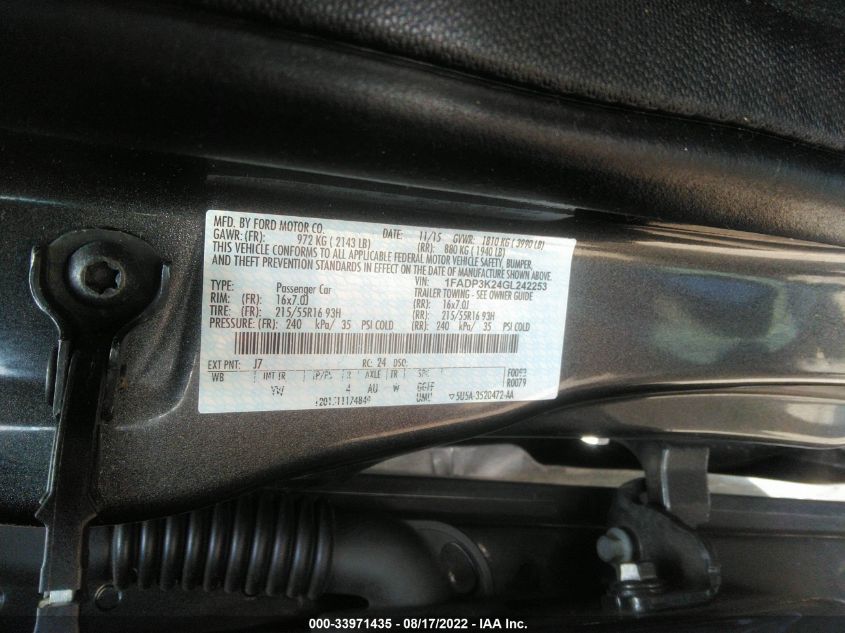 MFD. BY FORD MOTOR CO. DATE: 11/15 GVWR: 1810 KG ( 3990 LB)
GAWR: (FR): 972 KG ( 2143 LB) (RR): 880 KG ( 1940 LB)
THIS VEHICLE CONFORMS TO ALL APPLICABLE FEDERAL MOTOR VEHICLE SAFETY, BUMPER,
AND THEFT PREVENTION STANDARDS IN EFFECT ON THE DATE OF MANUFACTURE SHOWN ABOVE.
VIN: 1FADP3K24GL242253
TYPE: Passenger Car TRAILER TOWING - SEE OWNER GUIDE
RIM: (FR): 16x7.0J (RR): 16x7.0J
TIRE: (FR): 215/55R16 93H (RR): 215/55R16 93H
PRESSURE: (FR): 240 kPa/ 35 PSI COLD (RR): 240 kPa/ 35 PSI COLD
EXT PNT: J7 RC: 24 DSO:
WB INT TR R AXLE TR F0092
R0079
YW 4 AU W
UMU 5U5A-3520472-AA
000-33971435 - 08/17/2022 - IAA Inc.